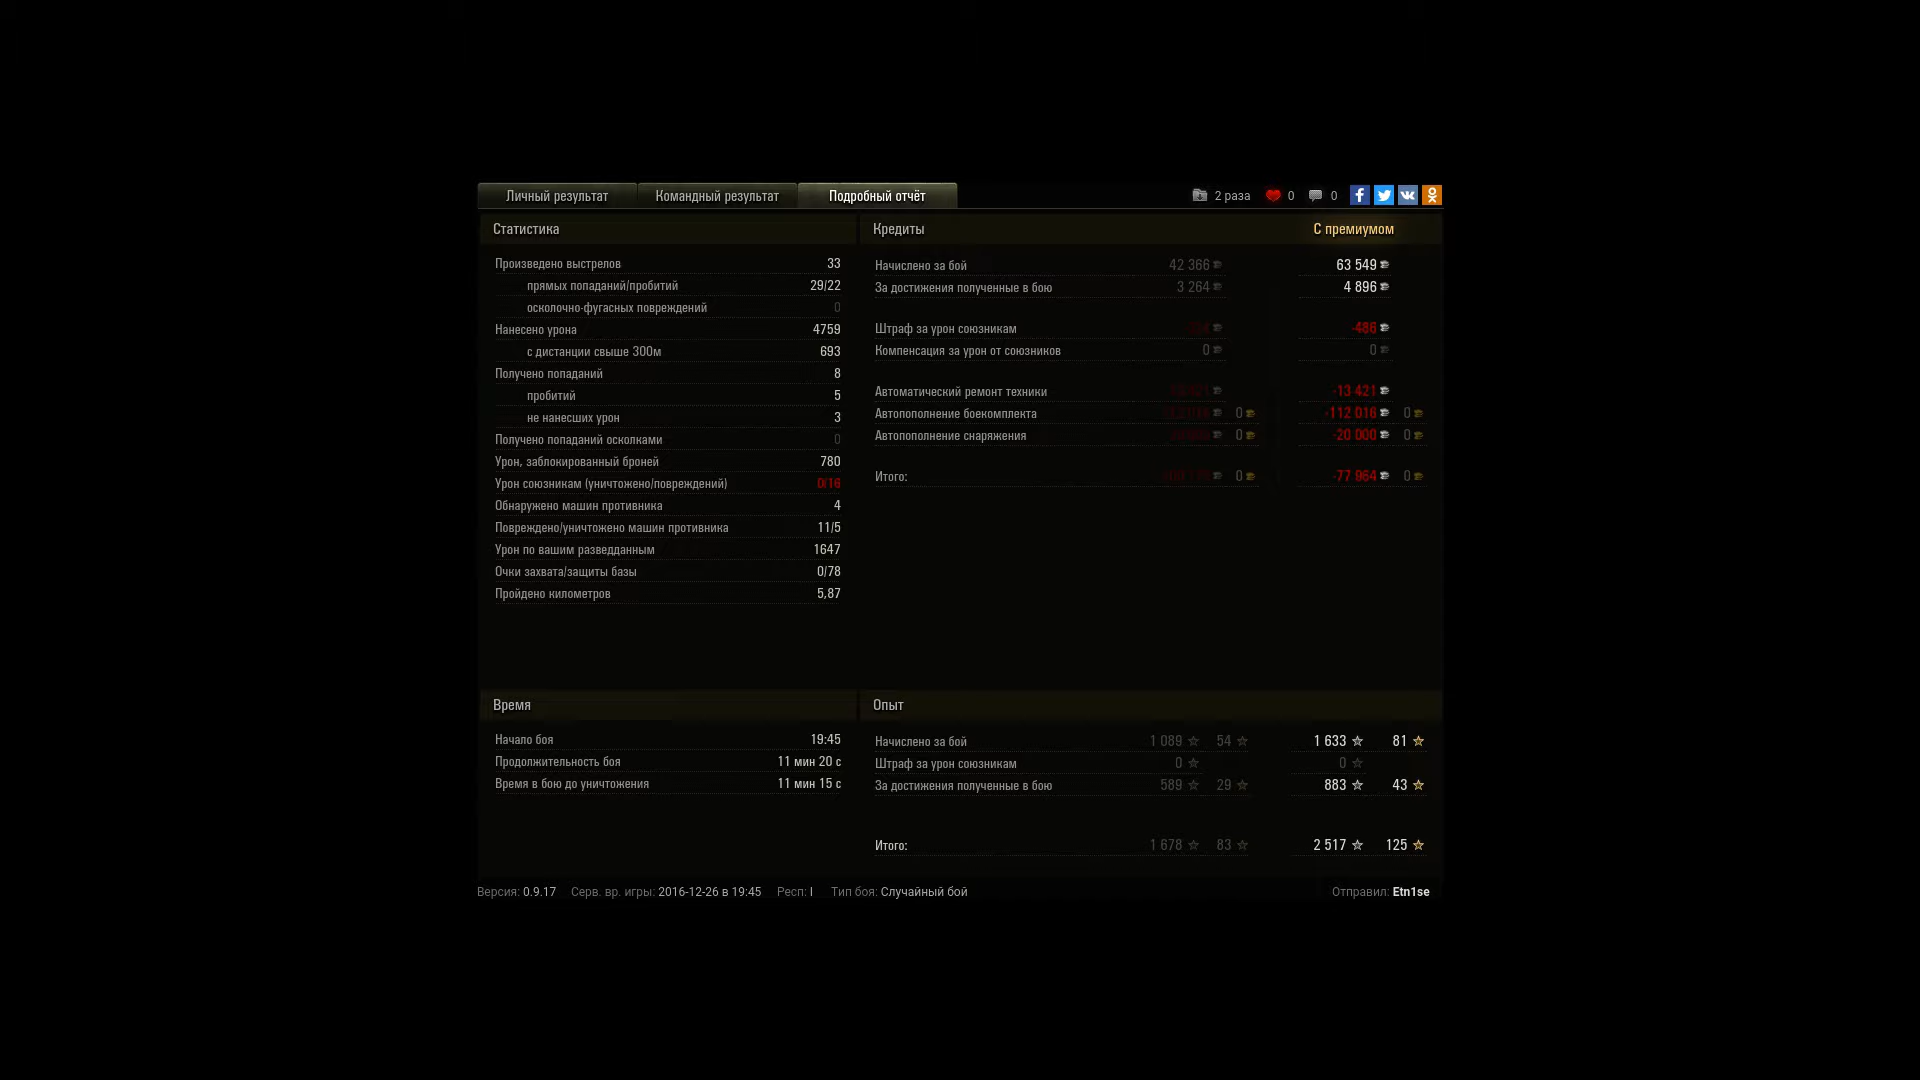 Личный результат Командный результат Подробный отчёт 2 раза 0 0
Статистика
Произведено выстрелов 33
прямых попаданий/пробитий 29/22
осколочно-фугасных повреждений 0
Нанесено урона 4759
с дистанции свыше 300м 693
Получено попаданий 8
пробитий 5
не нанесших урон 3
Получено попаданий осколками 0
Урон, заблокированный броней 780
Урон союзникам (уничтожено/повреждений) 0/16
Обнаружено машин противника 4
Повреждено/уничтожено машин противника 11/5
Урон по вашим разведданным 1647
Очки захвата/защиты базы 0/78
Пройдено километров 5,87
Кредиты С премиумом
Начислено за бой 42 366 63 549
За достижения полученные в бою 3 264 4 896
Штраф за урон союзникам -486
Компенсация за урон от союзников 0 0
Автоматический ремонт техники -13 421
Автопополнение боекомплекта 0 -112 016 0
Автопополнение снаряжения 0 -20 000 0
Итого: 0 -77 964 0
Время
Начало боя 19:45
Продолжительность боя 11 мин 20 с
Время в бою до уничтожения 11 мин 15 с
Опыт
Начислено за бой 1 089 54 1 633 81
Штраф за урон союзникам 0 0
За достижения полученные в бою 589 29 883 43
Итого: 1 678 83 2 517 125
Версия: 0.9.17 Серв. вр. игры: 2016-12-26 в 19:45 Респ: I Тип боя: Случайный бой Отправил: Etn1se